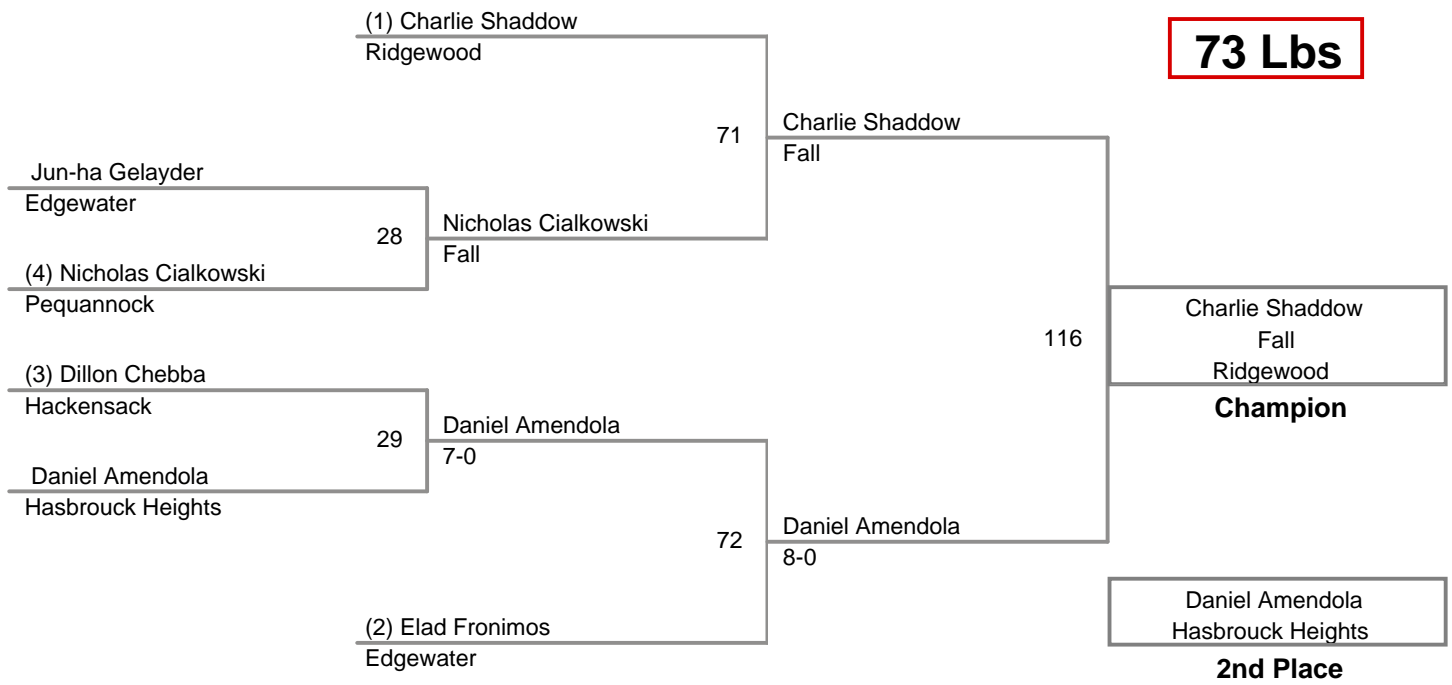 (1) Charlie Shaddow
Ridgewood
73 Lbs
71
Charlie Shaddow
Fall
Jun-ha Gelayder
Edgewater
28
Nicholas Cialkowski
Fall
(4) Nicholas Cialkowski
Pequannock
116
Charlie Shaddow
Fall
Ridgewood
Champion
(3) Dillon Chebba
Hackensack
29
Daniel Amendola
7-0
Daniel Amendola
Hasbrouck Heights
72
Daniel Amendola
8-0
(2) Elad Fronimos
Edgewater
Daniel Amendola
Hasbrouck Heights
2nd Place